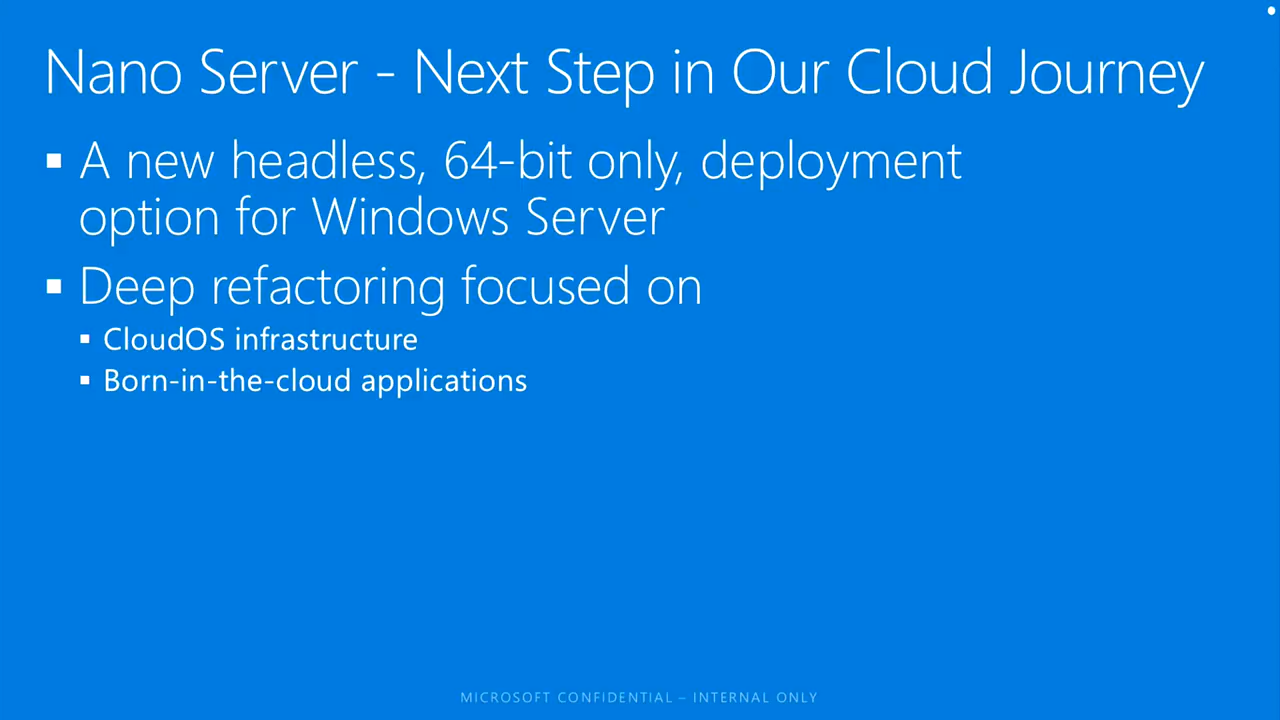 Nano Server - Next Step in Our Cloud Journey
▪ A new headless, 64-bit only, deployment
option for Windows Server
▪ Deep refactoring focused on
▪ CloudOS infrastructure
▪ Born-in-the-cloud applications
MICROSOFT CONFIDENTIAL – INTERNAL ONLY